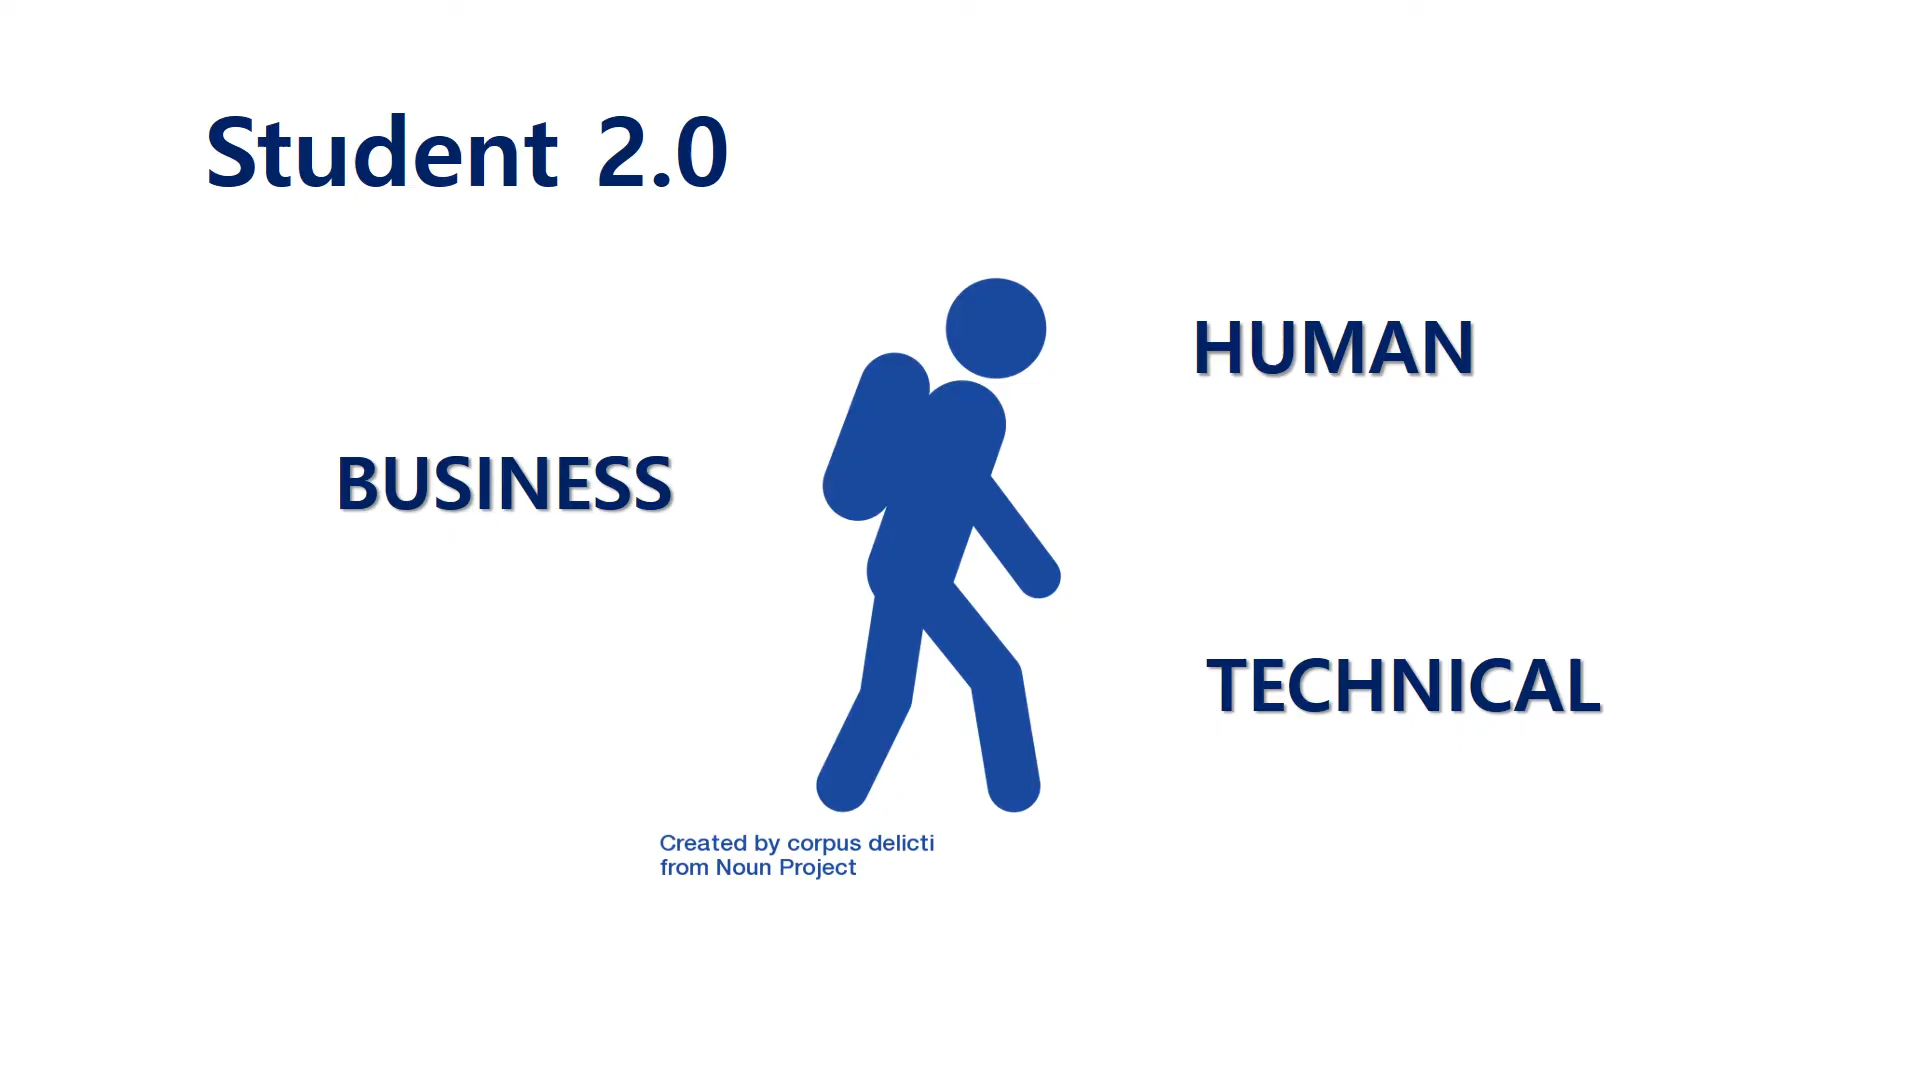 Student 2.0
HUMAN
BUSINESS
TECHNICAL
Created by corpus delicti
from Noun Project